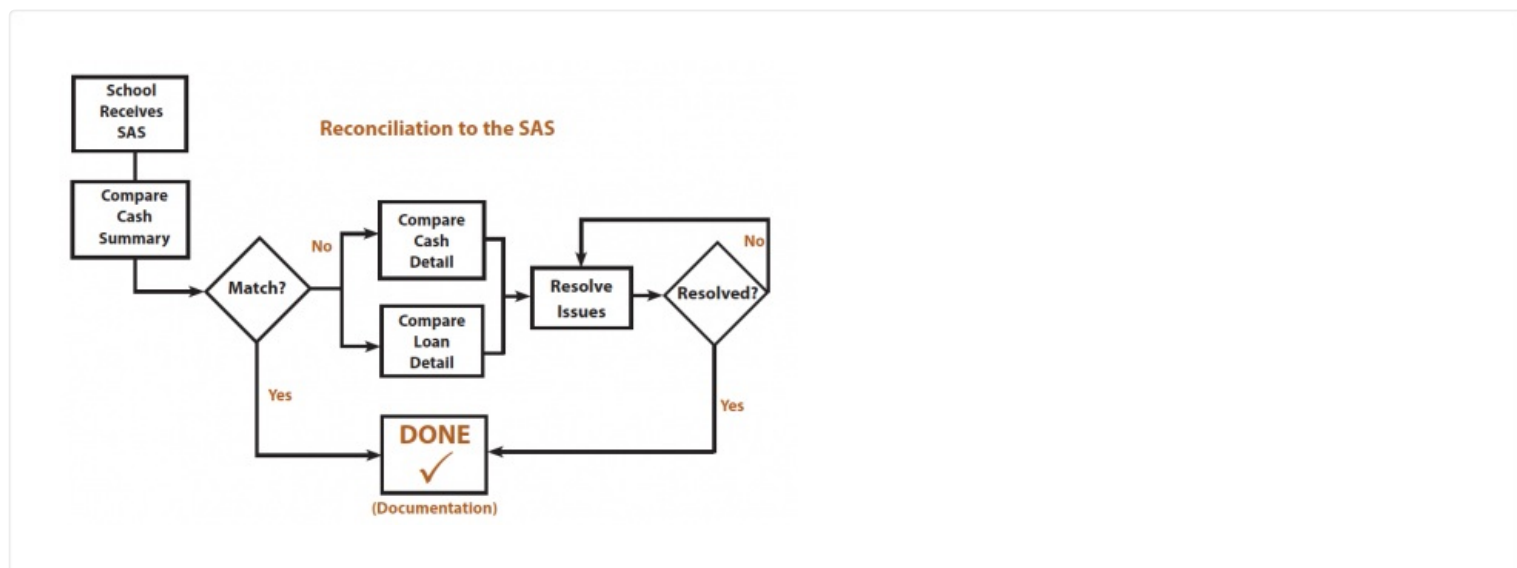 School
Receives
SAS
Reconciliation to the SAS
Compare
Cash
Summary
Match?
No
Compare
Cash
Detail
Compare
Loan
Detail
Resolve
Issues
Resolved?
No
Yes
Yes
DONE
(Documentation)